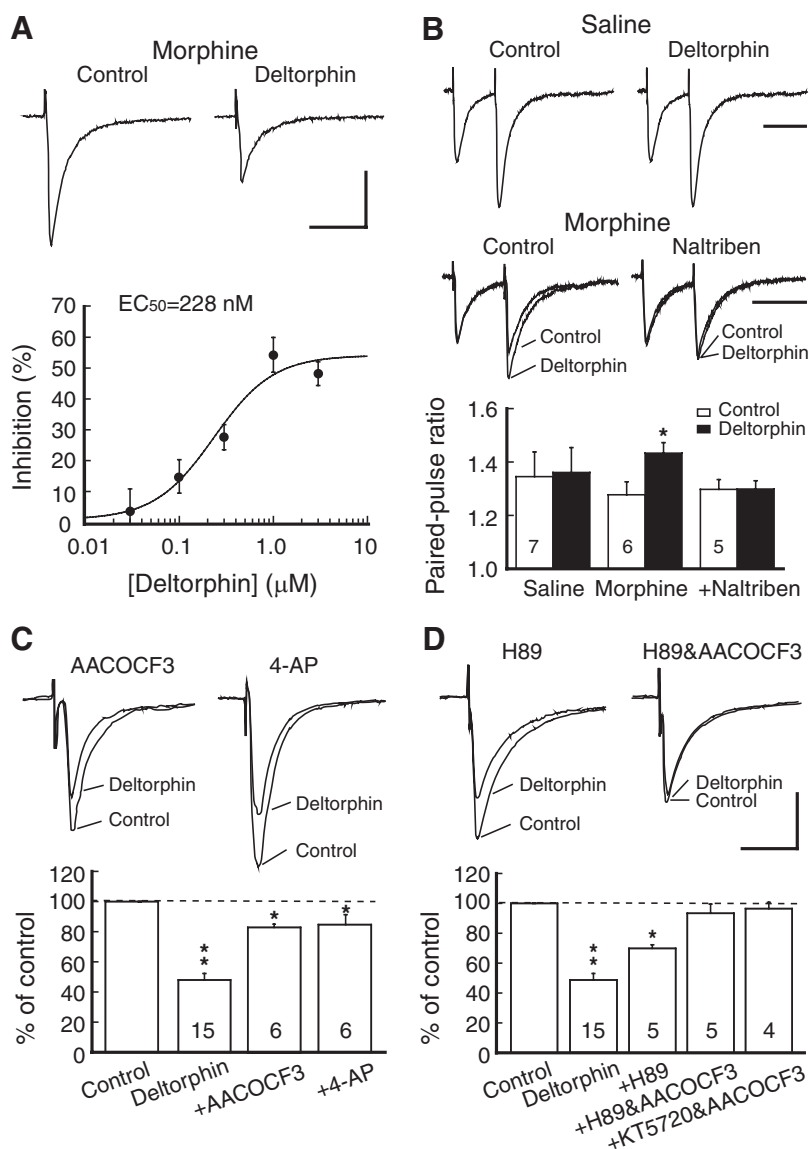 A
Morphine
Control Deltorphin
EC50=228 nM
Inhibition (%)
70
60
50
40
30
20
10
0
0.01 0.1 1.0 10
[Deltorphin] (μM)
B
Saline
Control Deltorphin
Morphine
Control Naltriben
Control
Deltorphin
Control
Deltorphin
Paired-pulse ratio
1.6
1.4
1.2
1.0
Control
Deltorphin
*
7 6 5
Saline Morphine +Naltriben
C
AACOCF3 4-AP
Deltorphin
Control
Deltorphin
Control
% of control
120
100
80
60
40
20
0
**
*
*
15 6 6
Control
Deltorphin
+AACOCF3
+4-AP
D
H89 H89&AACOCF3
Deltorphin
Control
Deltorphin
Control
% of control
120
100
80
60
40
20
0
**
*
15 5 5 4
Control
Deltorphin
+H89
+H89&AACOCF3
+KT5720&AACOCF3